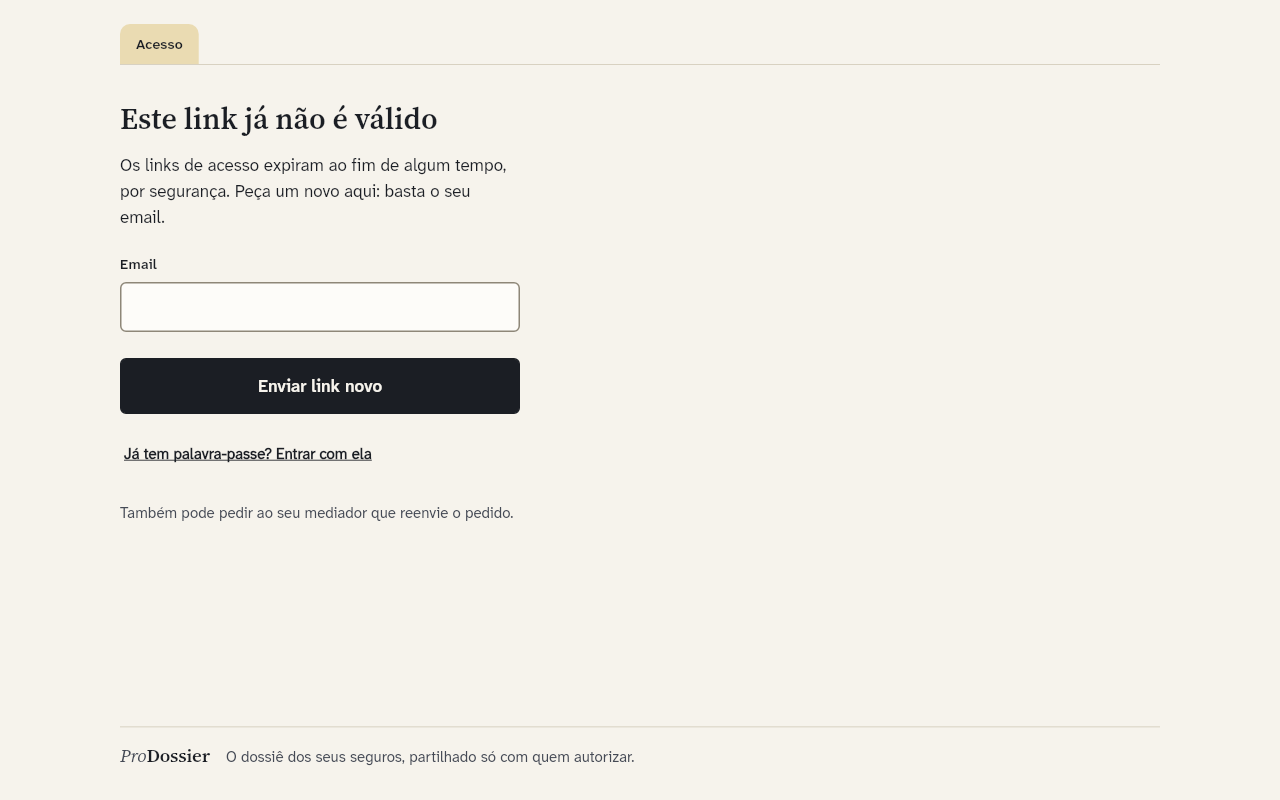 Acesso
Este link já não é válido
Os links de acesso expiram ao fim de algum tempo,
por segurança. Peça um novo aqui: basta o seu
email.
Email
Enviar link novo
Já tem palavra-passe? Entrar com ela
Também pode pedir ao seu mediador que reenvie o pedido.
ProDossier O dossiê dos seus seguros, partilhado só com quem autorizar.